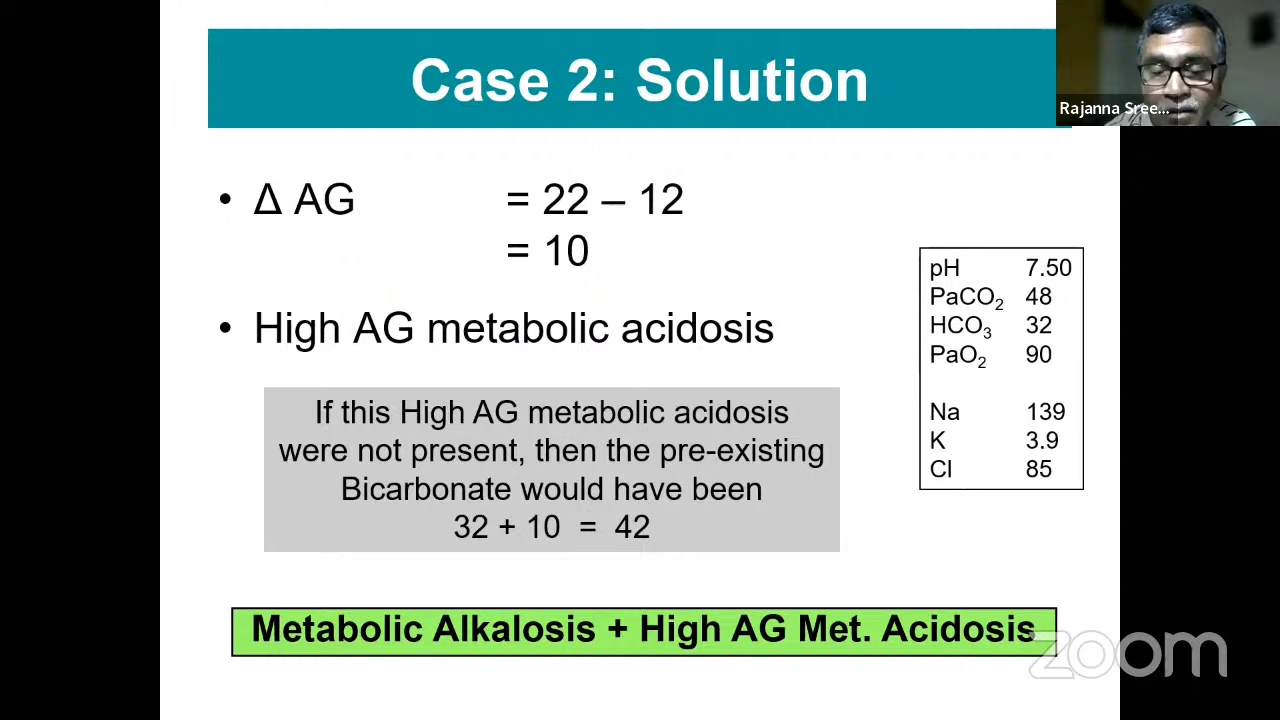 Case 2: Solution
Rajanna Sree...
• Δ AG = 22 – 12
= 10
• High AG metabolic acidosis
If this High AG metabolic acidosis
were not present, then the pre-existing
Bicarbonate would have been
32 + 10 = 42
pH 7.50
PaCO₂ 48
HCO₃ 32
PaO₂ 90
Na 139
K 3.9
Cl 85
Metabolic Alkalosis + High AG Met. Acidosis
zoom